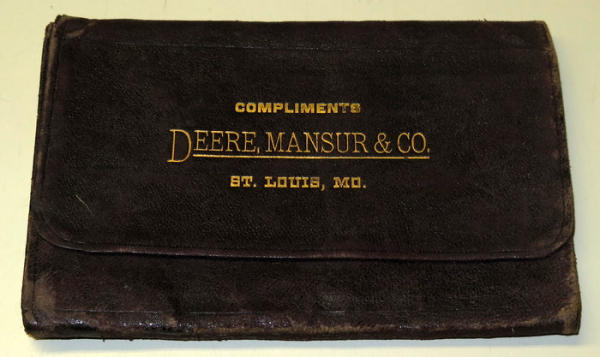 COMPLIMENTS
DEERE, MANSUR & CO.
ST. LOUIS, MO.